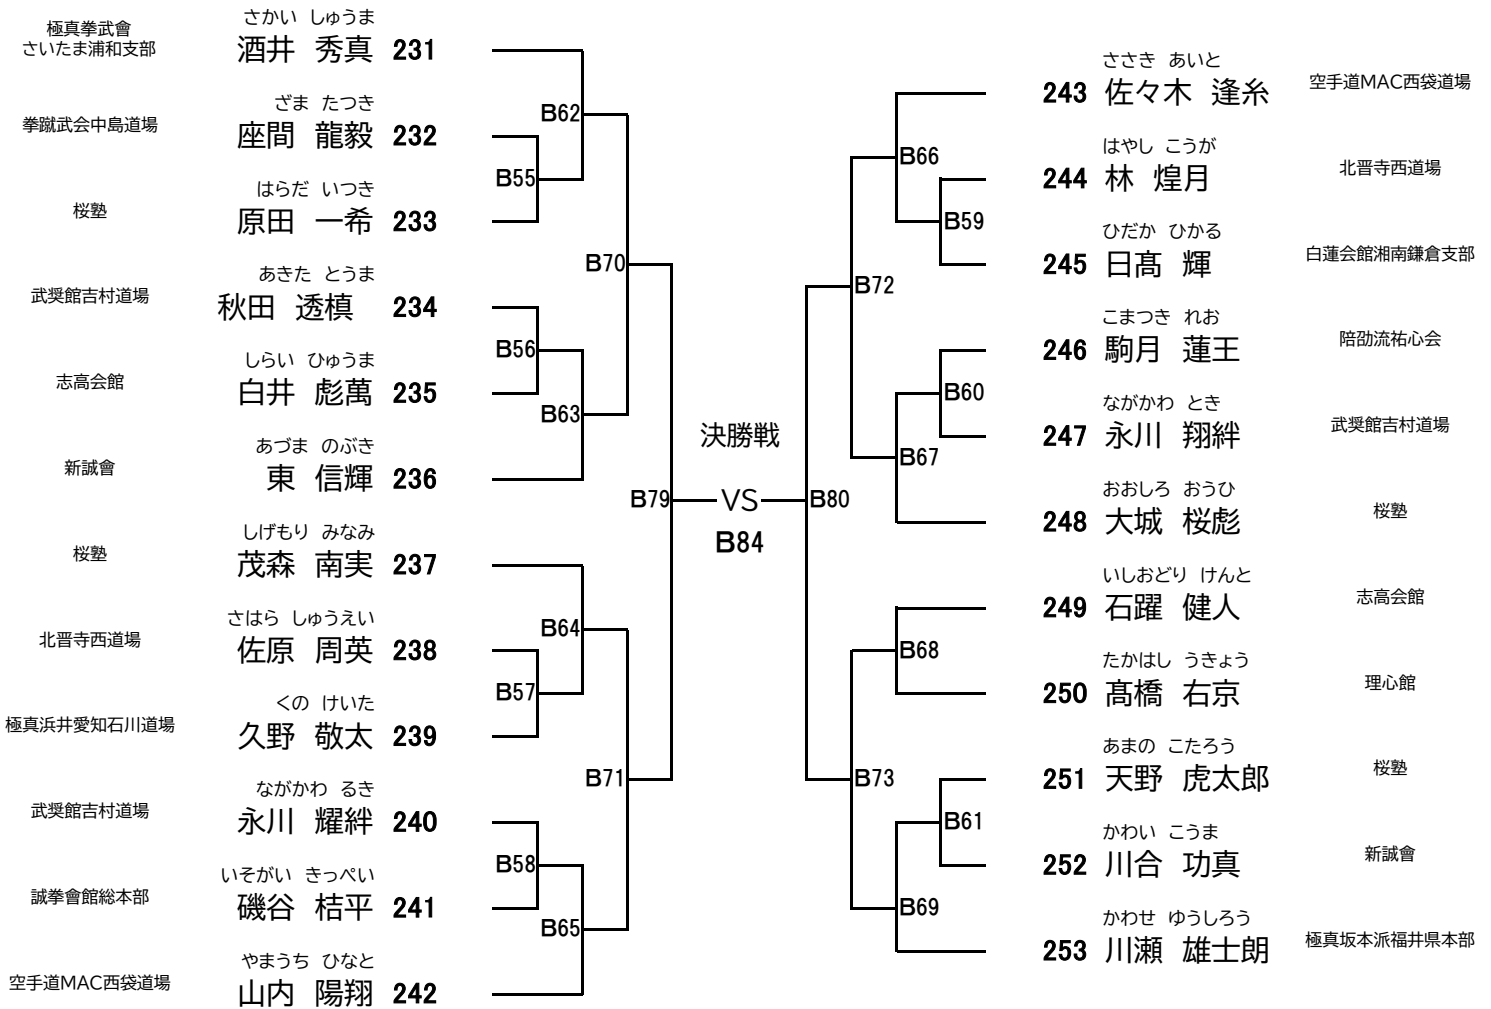 極真拳武會
さいたま浦和支部
さかい しゅうま
酒井 秀真 231
拳蹴武会中島道場
ざま たつき
座間 龍毅 232
桜塾
はらだ いつき
原田 一希 233
武奨館吉村道場
あきた とうま
秋田 透槙 234
志高会館
しらい ひゅうま
白井 彪萬 235
新誠會
あづま のぶき
東 信輝 236
桜塾
しげもり みなみ
茂森 南実 237
北晋寺西道場
さはら しゅうえい
佐原 周英 238
極真浜井愛知石川道場
くの けいた
久野 敬太 239
武奨館吉村道場
ながかわ るき
永川 耀絆 240
誠拳會館総本部
いそがい きっぺい
磯谷 桔平 241
空手道MAC西袋道場
やまうち ひなと
山内 陽翔 242
B62
B55
B70
B56
B63
B79
B64
B57
B71
B58
B65
決勝戦
VS
B84
B66
B59
B72
B60
B67
B80
B68
B73
B61
B69
ささき あいと
243 佐々木 逢糸
空手道MAC西袋道場
はやし こうが
244 林 煌月
北晋寺西道場
ひだか ひかる
245 日髙 輝
白蓮会館湘南鎌倉支部
こまつき れお
246 駒月 蓮王
陪劭流祐心会
ながかわ とき
247 永川 翔絆
武奨館吉村道場
おおしろ おうひ
248 大城 桜彪
桜塾
いしおどり けんと
249 石躍 健人
志高会館
たかはし うきょう
250 髙橋 右京
理心館
あまの こたろう
251 天野 虎太郎
桜塾
かわい こうま
252 川合 功真
新誠會
かわせ ゆうしろう
253 川瀬 雄士朗
極真坂本派福井県本部